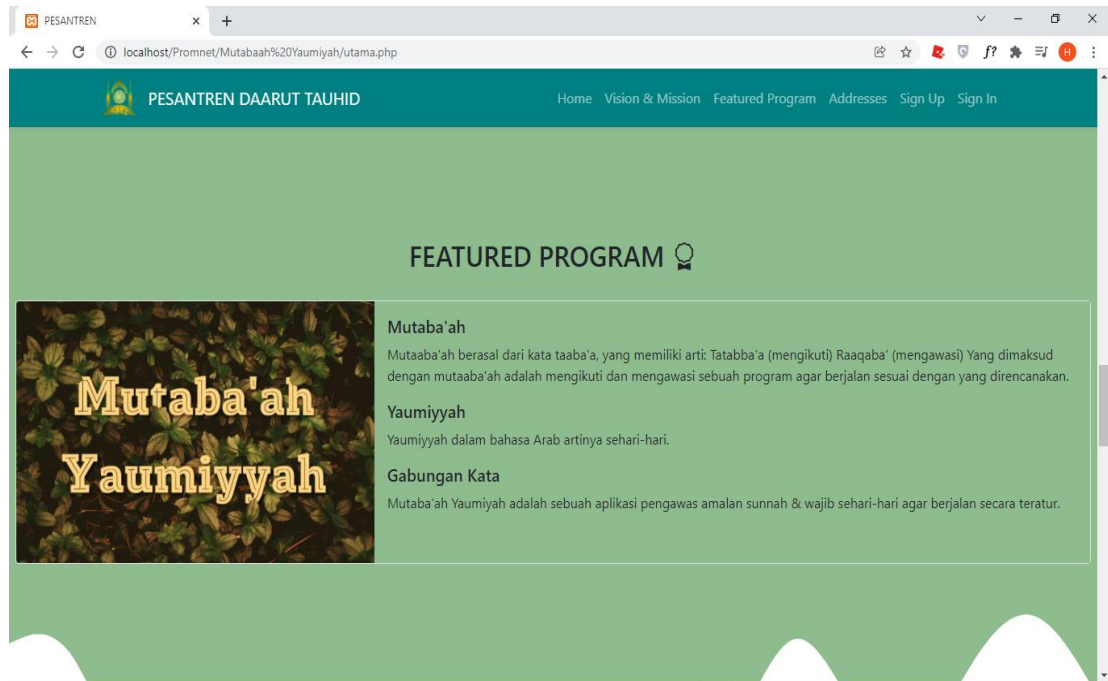 PESANTREN
localhost/Promnet/Mutabaah%20Yaumiyah/utama.php
f?
H
PESANTREN DAARUT TAUHID
Home Vision & Mission Featured Program Addresses Sign Up Sign In
FEATURED PROGRAM
Mutaba'ah
Yaumiyyah
Mutaba'ah
Mutaaba'ah berasal dari kata taaba'a, yang memiliki arti: Tatabba'a (mengikuti) Raaqaba' (mengawasi) Yang dimaksud
dengan mutaaba'ah adalah mengikuti dan mengawasi sebuah program agar berjalan sesuai dengan yang direncanakan.
Yaumiyyah
Yaumiyyah dalam bahasa Arab artinya sehari-hari.
Gabungan Kata
Mutaba'ah Yaumiyah adalah sebuah aplikasi pengawas amalan sunnah & wajib sehari-hari agar berjalan secara teratur.